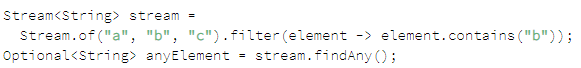 Stream<String> stream =
Stream.of("a", "b", "c").filter(element -> element.contains("b"));
Optional<String> anyElement = stream.findAny();